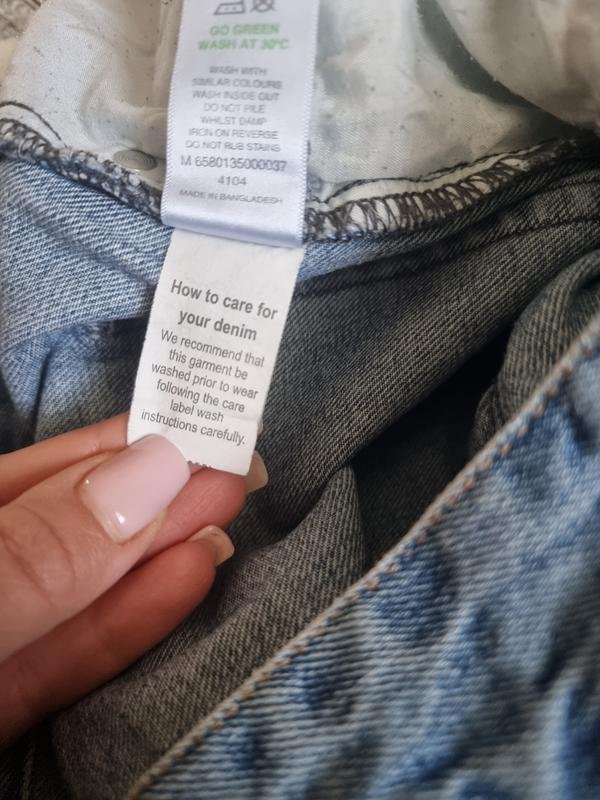 GO GREEN
WASH AT 30°C
WASH WITH
SIMILAR COLOURS
WASH INSIDE OUT
DO NOT PILE
WHILST DAMP
IRON ON REVERSE
DO NOT RUB STAINS
M 6580135000037
4104
MADE IN BANGLADESH
How to care for
your denim
We recommend that
this garment be
washed prior to wear
following the care
label wash
instructions carefully.